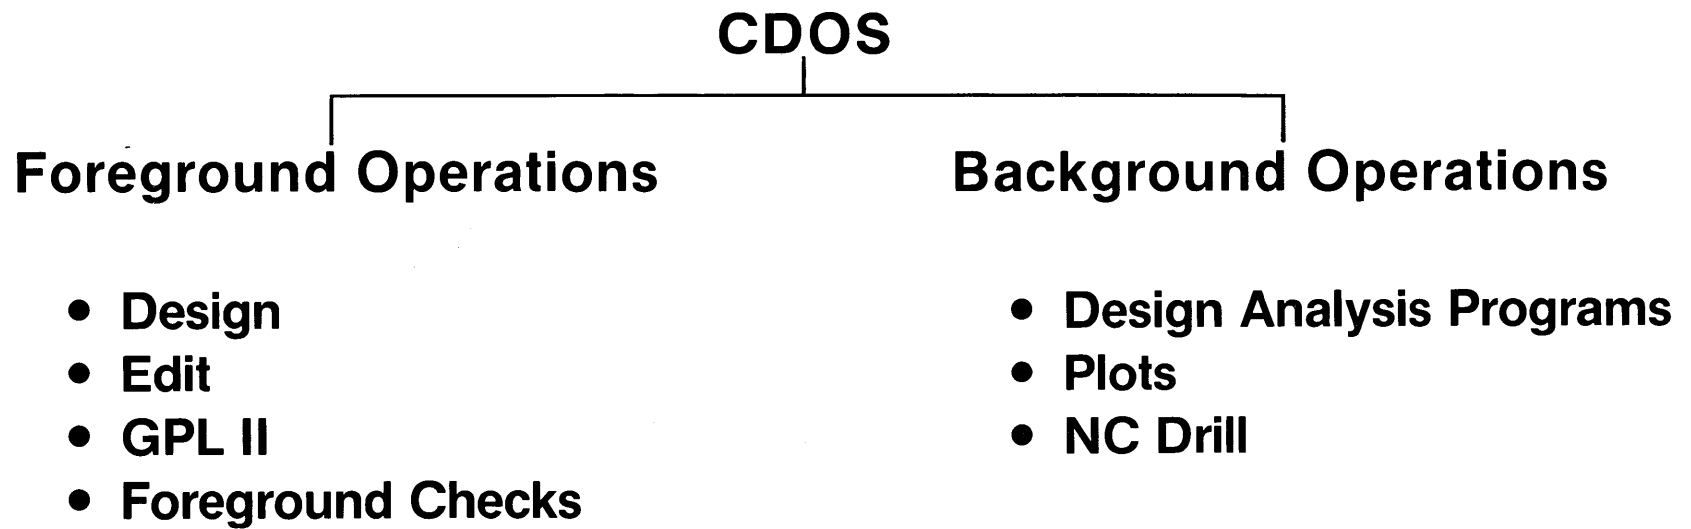 CDOS
Foreground Operations
• Design
• Edit
• GPL II
• Foreground Checks
Background Operations
• Design Analysis Programs
• Plots
• NC Drill